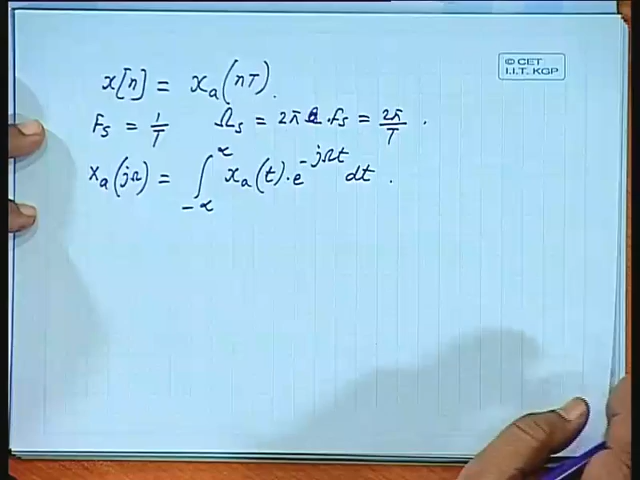 © CET
I.I.T. KGP
x[n] = xₐ(nT).
Fₛ = 1/T Ωₛ = 2π.fₛ = 2π/T .
Xₐ(jΩ) = ∫_{-∝}^{∝} xₐ(t).e^{-jΩt} dt .